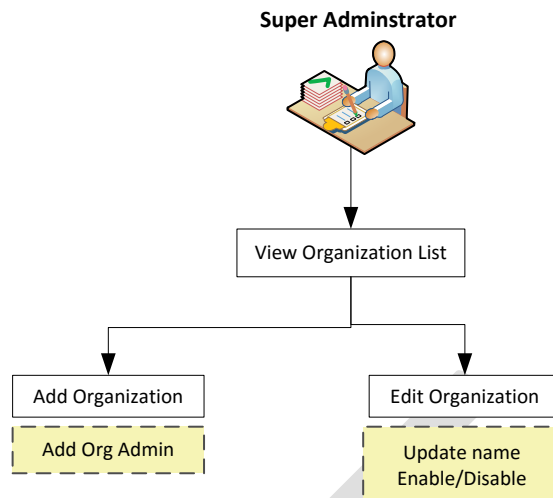 Super Adminstrator
View Organization List
Add Organization
Edit Organization
Add Org Admin
Update name
Enable/Disable